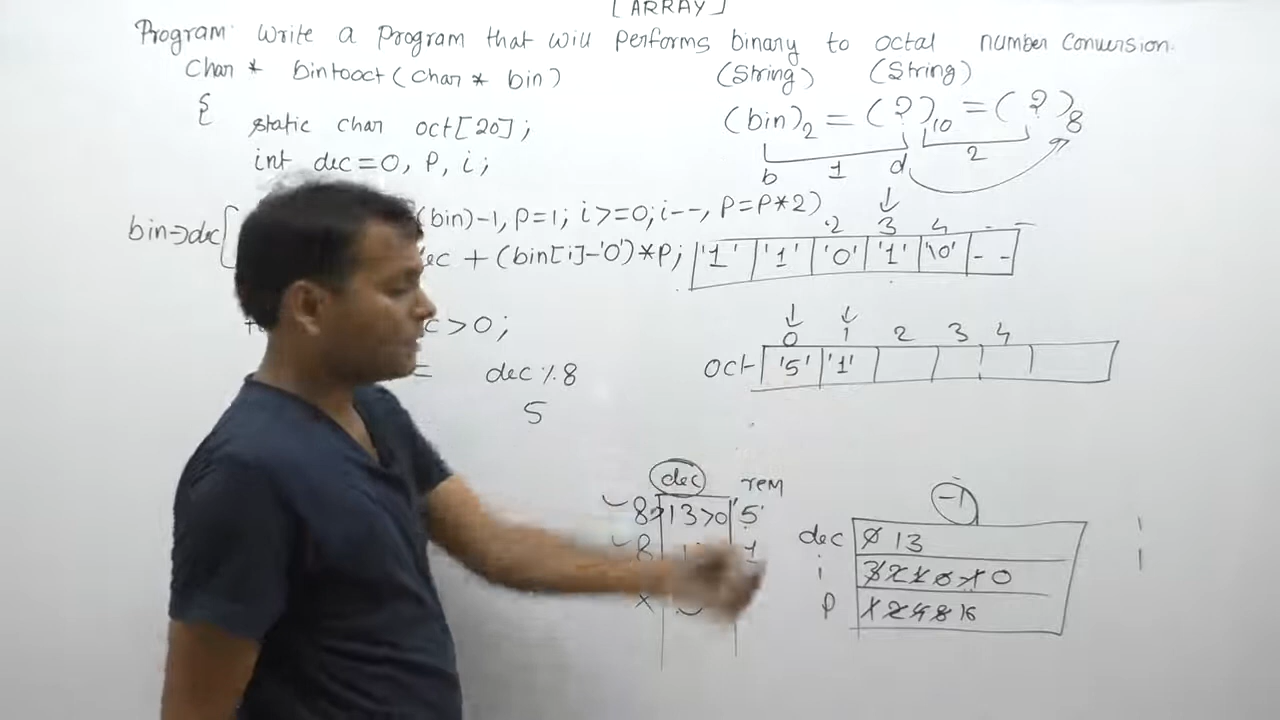 [ARRAY]
Program: Write a program that will performs binary to octal number conversion.
char * bintooct(char * bin) (String) (String)
{ (bin)2 = (?)10 = (?)8
static char oct[20]; 1 2
int dec=0, P, i; b d
bin→dec[ (bin)-1, P=1; i>=0; i--, P=P*2)
2 3 4
ec + (bin[i]-'0')*P; '1' '1' '0' '1' '\0' - -
c>0; 0 1 2 3 4
= dec%8 oct '5' '1'
5
dec rem
8 13>0 '5'
8 1
x
-1
dec 0 13
i 3 2 1 0 -1 0
P 1 2 4 8 16